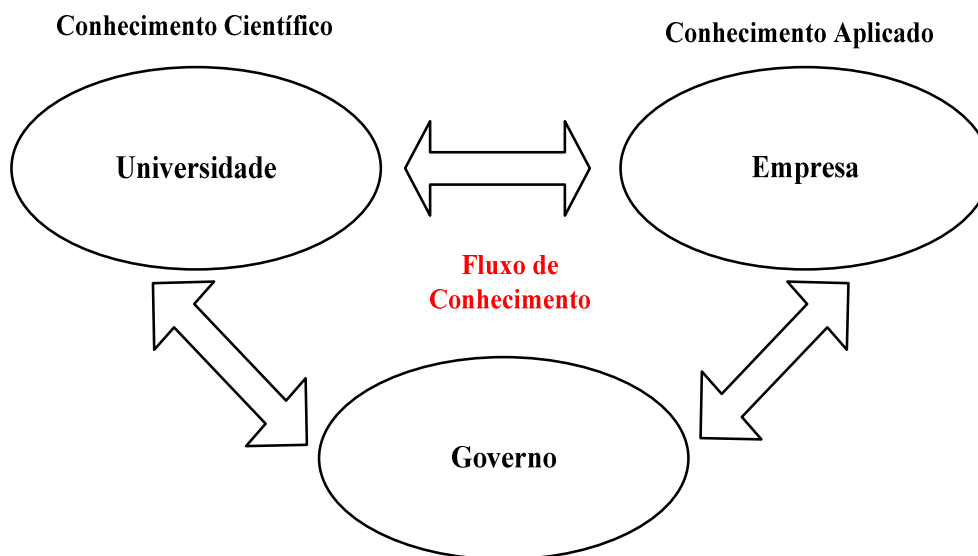 Conhecimento Científico
Conhecimento Aplicado
Universidade
Empresa
Fluxo de
Conhecimento
Governo